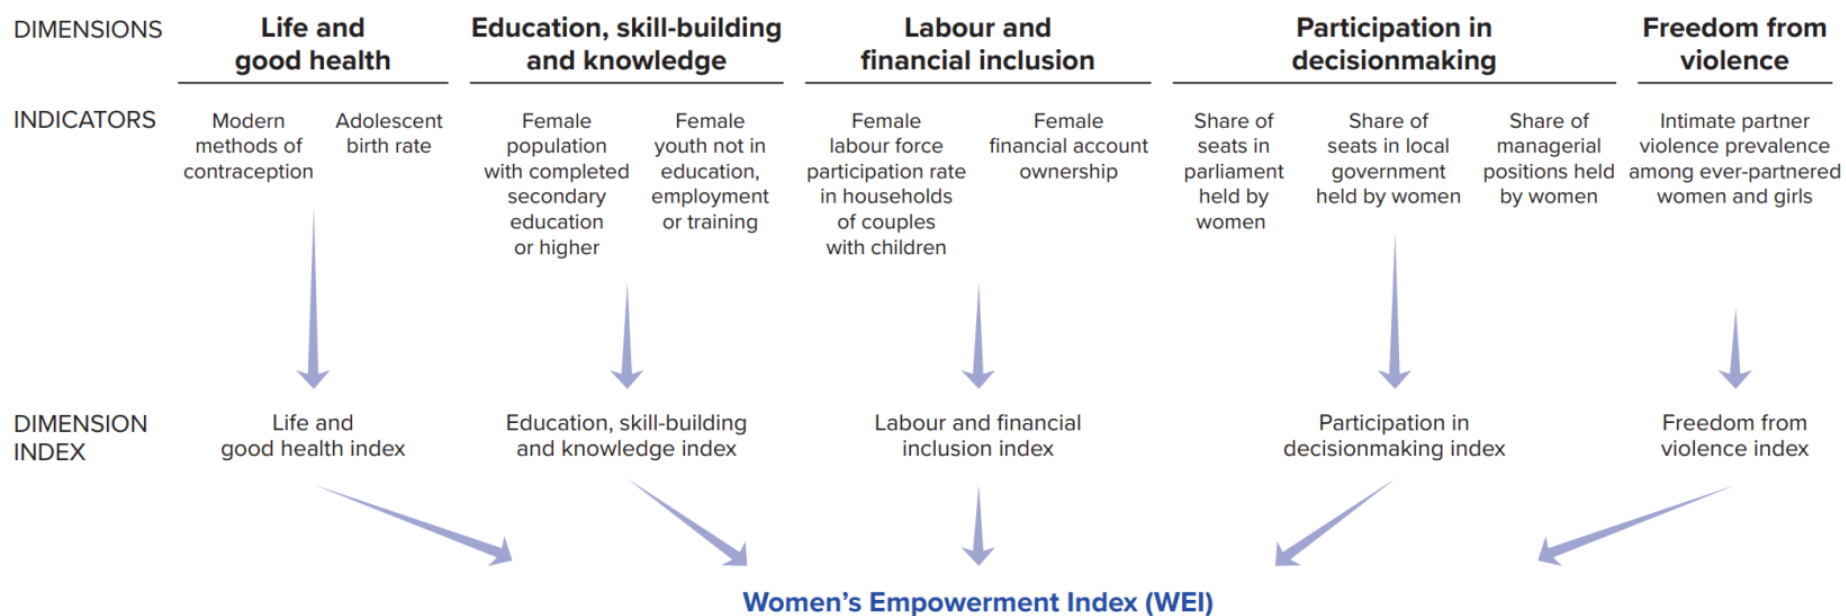 DIMENSIONS
Life and
good health
Education, skill-building
and knowledge
Labour and
financial inclusion
Participation in
decisionmaking
Freedom from
violence
INDICATORS
Modern
methods of
contraception
Adolescent
birth rate
Female
population
with completed
secondary
education
or higher
Female
youth not in
education,
employment
or training
Female
labour force
participation rate
in households
of couples
with children
Female
financial account
ownership
Share of
seats in
parliament
held by
women
Share of
seats in local
government
held by women
Share of
managerial
positions held
by women
Intimate partner
violence prevalence
among ever-partnered
women and girls
DIMENSION
INDEX
Life and
good health index
Education, skill-building
and knowledge index
Labour and financial
inclusion index
Participation in
decisionmaking index
Freedom from
violence index
Women’s Empowerment Index (WEI)